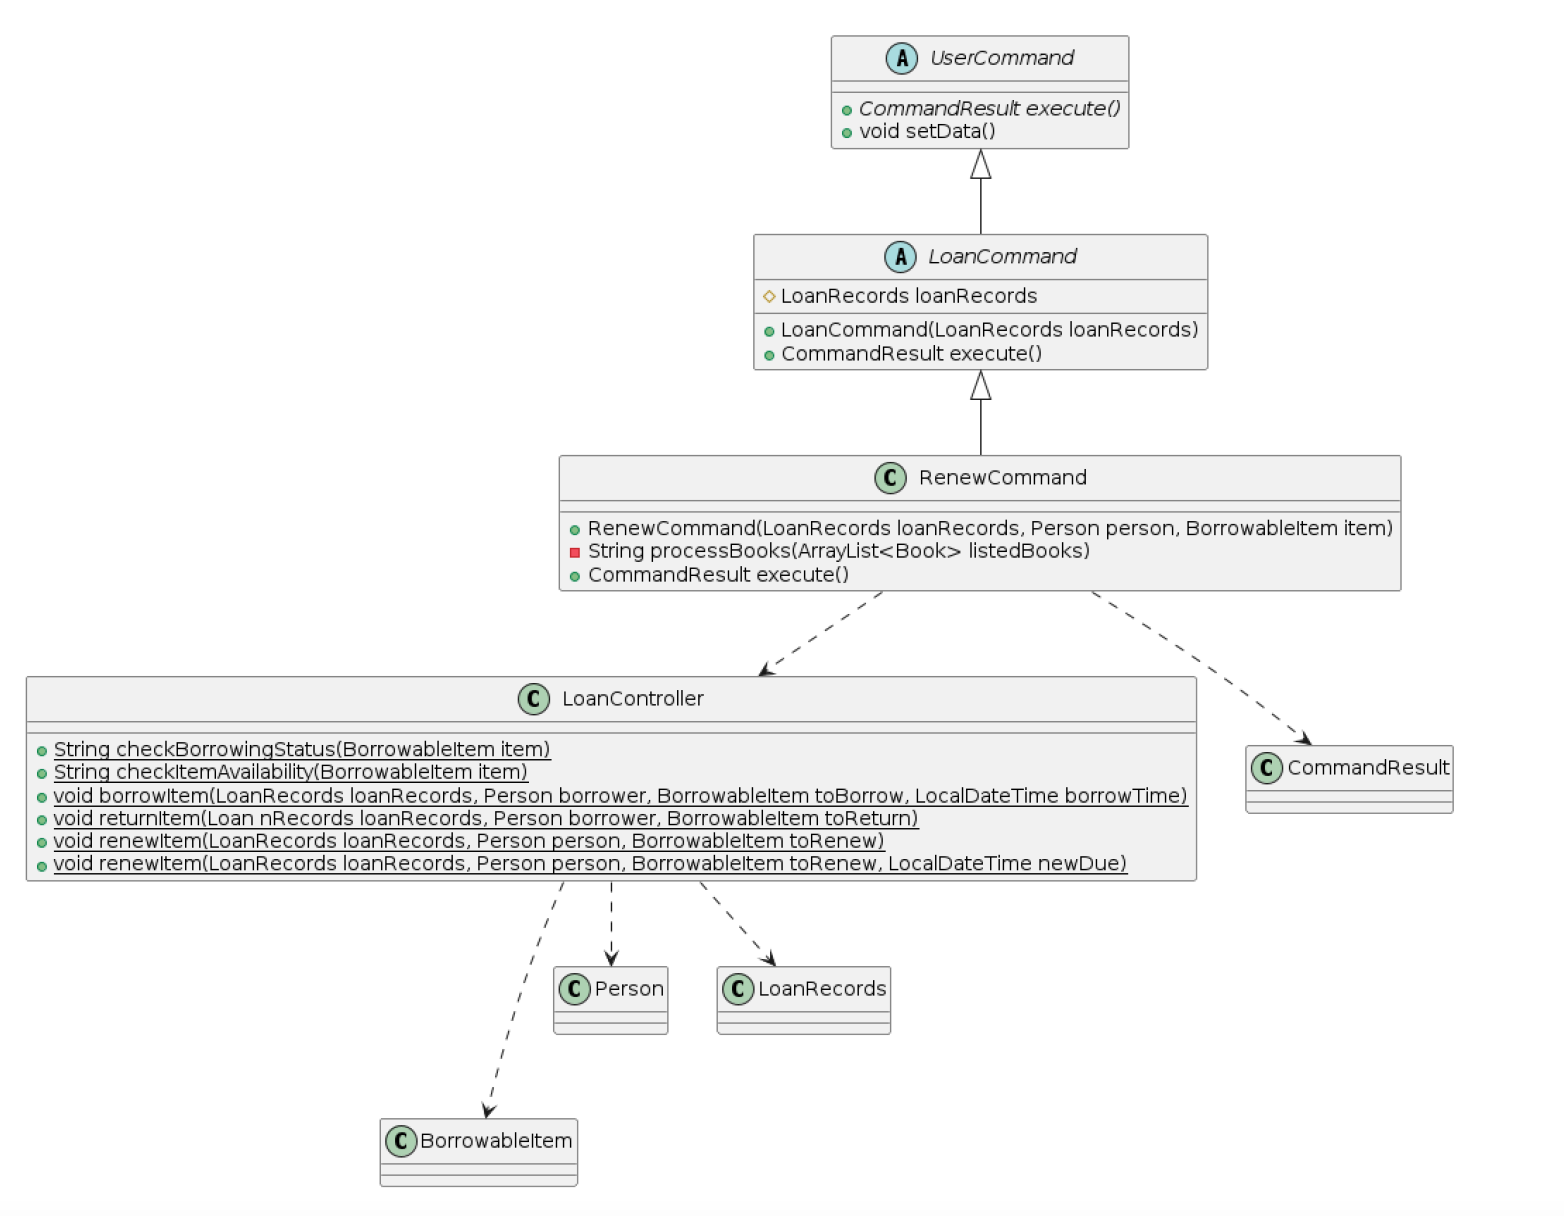 A UserCommand
CommandResult execute()
void setData()
A LoanCommand
LoanRecords loanRecords
LoanCommand(LoanRecords loanRecords)
CommandResult execute()
C RenewCommand
RenewCommand(LoanRecords loanRecords, Person person, BorrowableItem item)
String processBooks(ArrayList<Book> listedBooks)
CommandResult execute()
C LoanController
String checkBorrowingStatus(BorrowableItem item)
String checkItemAvailability(BorrowableItem item)
void borrowItem(LoanRecords loanRecords, Person borrower, BorrowableItem toBorrow, LocalDateTime borrowTime)
void returnItem(Loan nRecords loanRecords, Person borrower, BorrowableItem toReturn)
void renewItem(LoanRecords loanRecords, Person person, BorrowableItem toRenew)
void renewItem(LoanRecords loanRecords, Person person, BorrowableItem toRenew, LocalDateTime newDue)
C CommandResult
C Person
C LoanRecords
C BorrowableItem